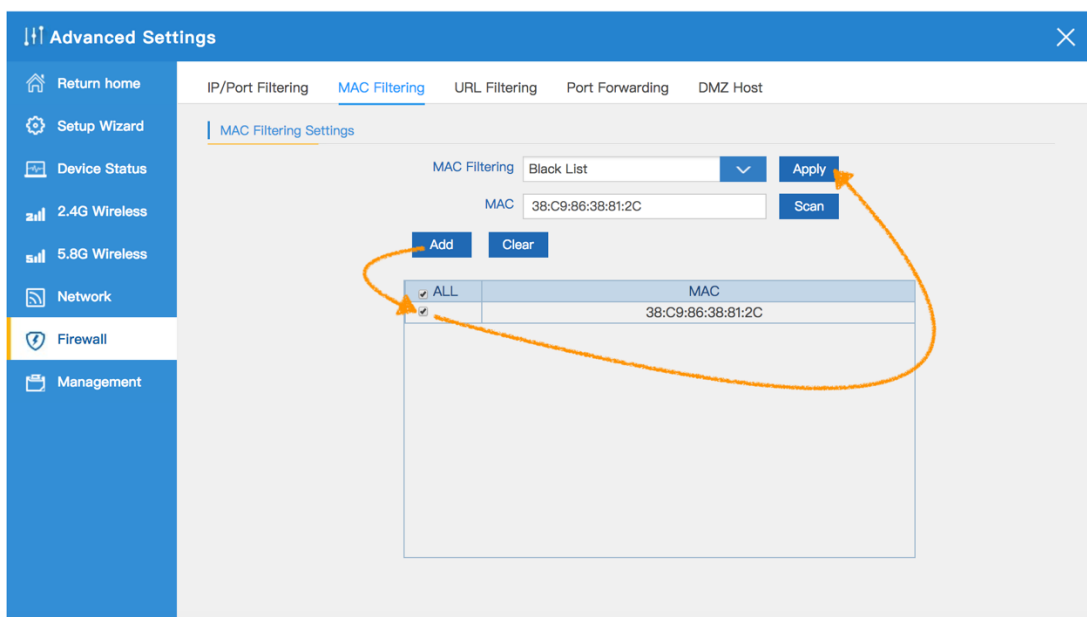 Advanced Settings
Return home
Setup Wizard
Device Status
2.4G Wireless
5.8G Wireless
Network
Firewall
Management
IP/Port Filtering MAC Filtering URL Filtering Port Forwarding DMZ Host
MAC Filtering Settings
MAC Filtering Black List Apply
MAC 38:C9:86:38:81:2C Scan
Add Clear
ALL MAC
38:C9:86:38:81:2C